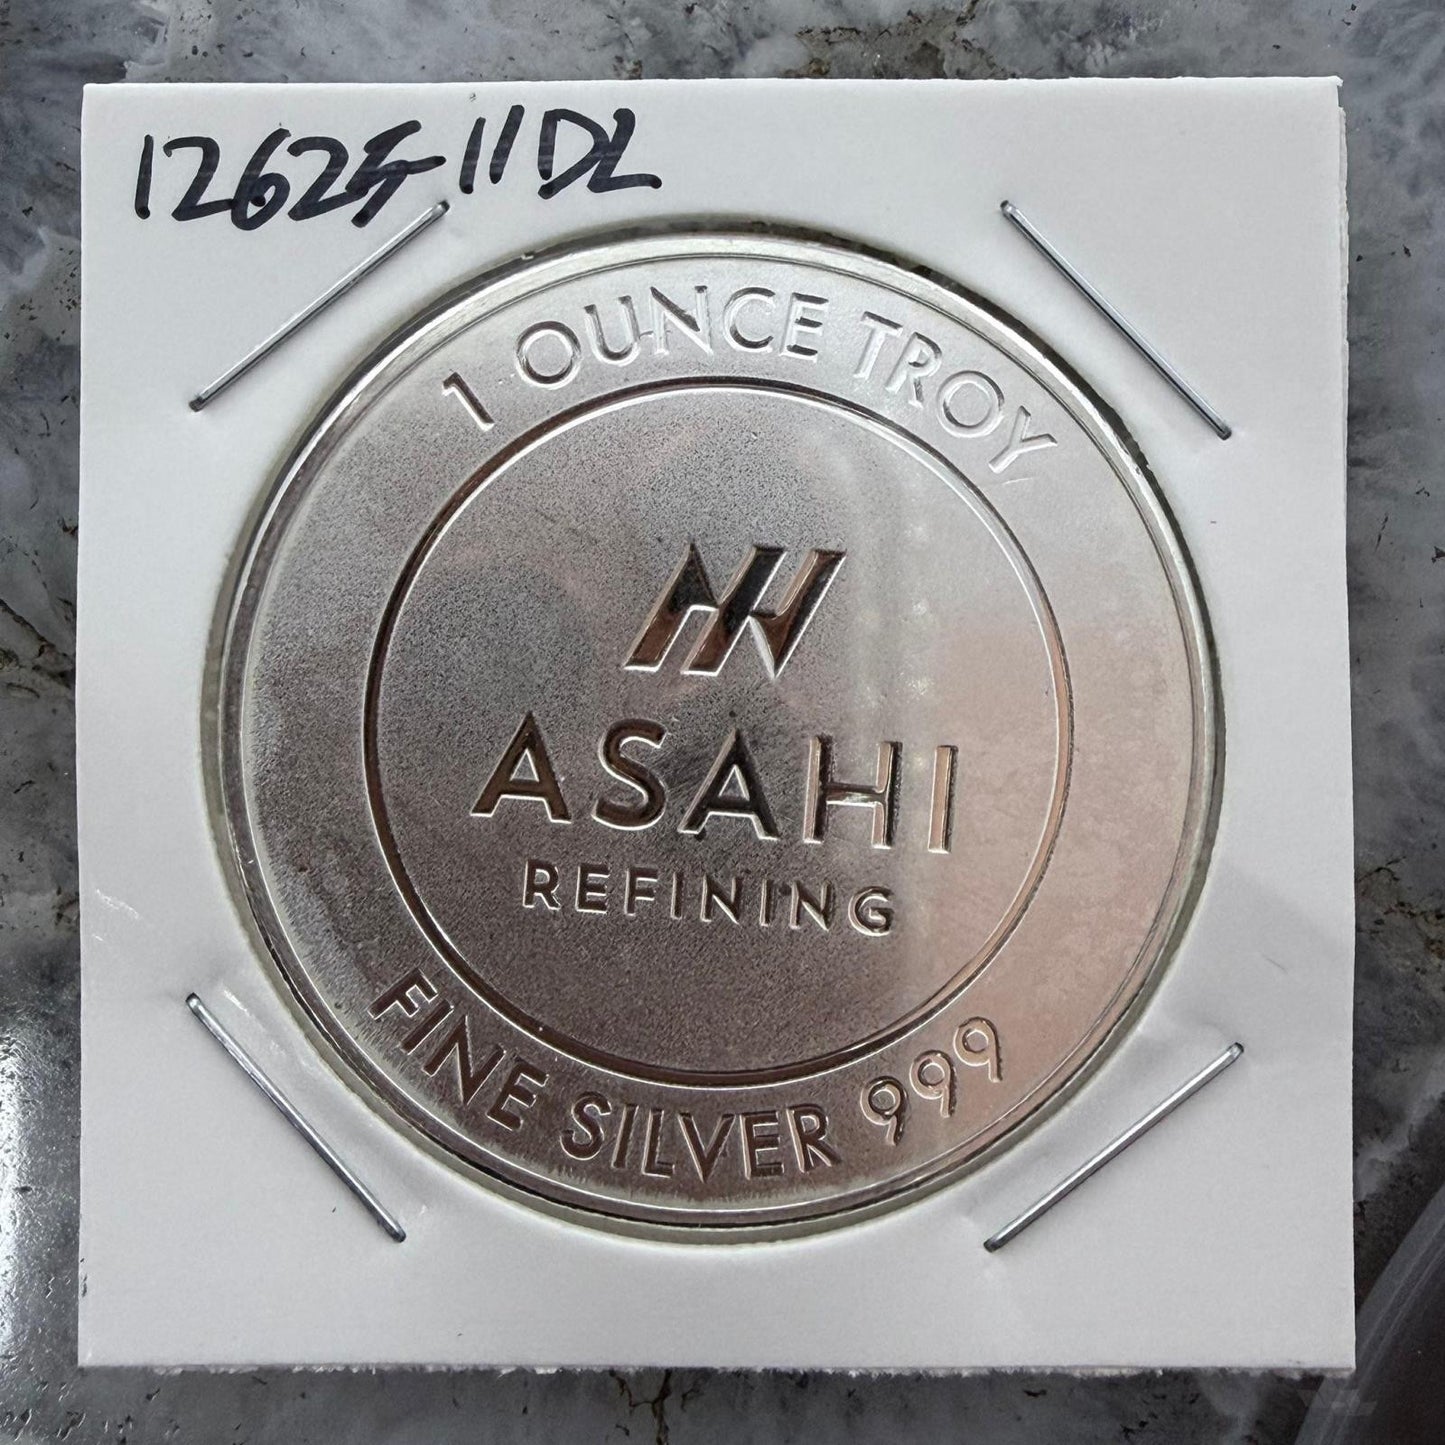 12625-11DL
1 OUNCE TROY
ASAHI
REFINING
FINE SILVER 999